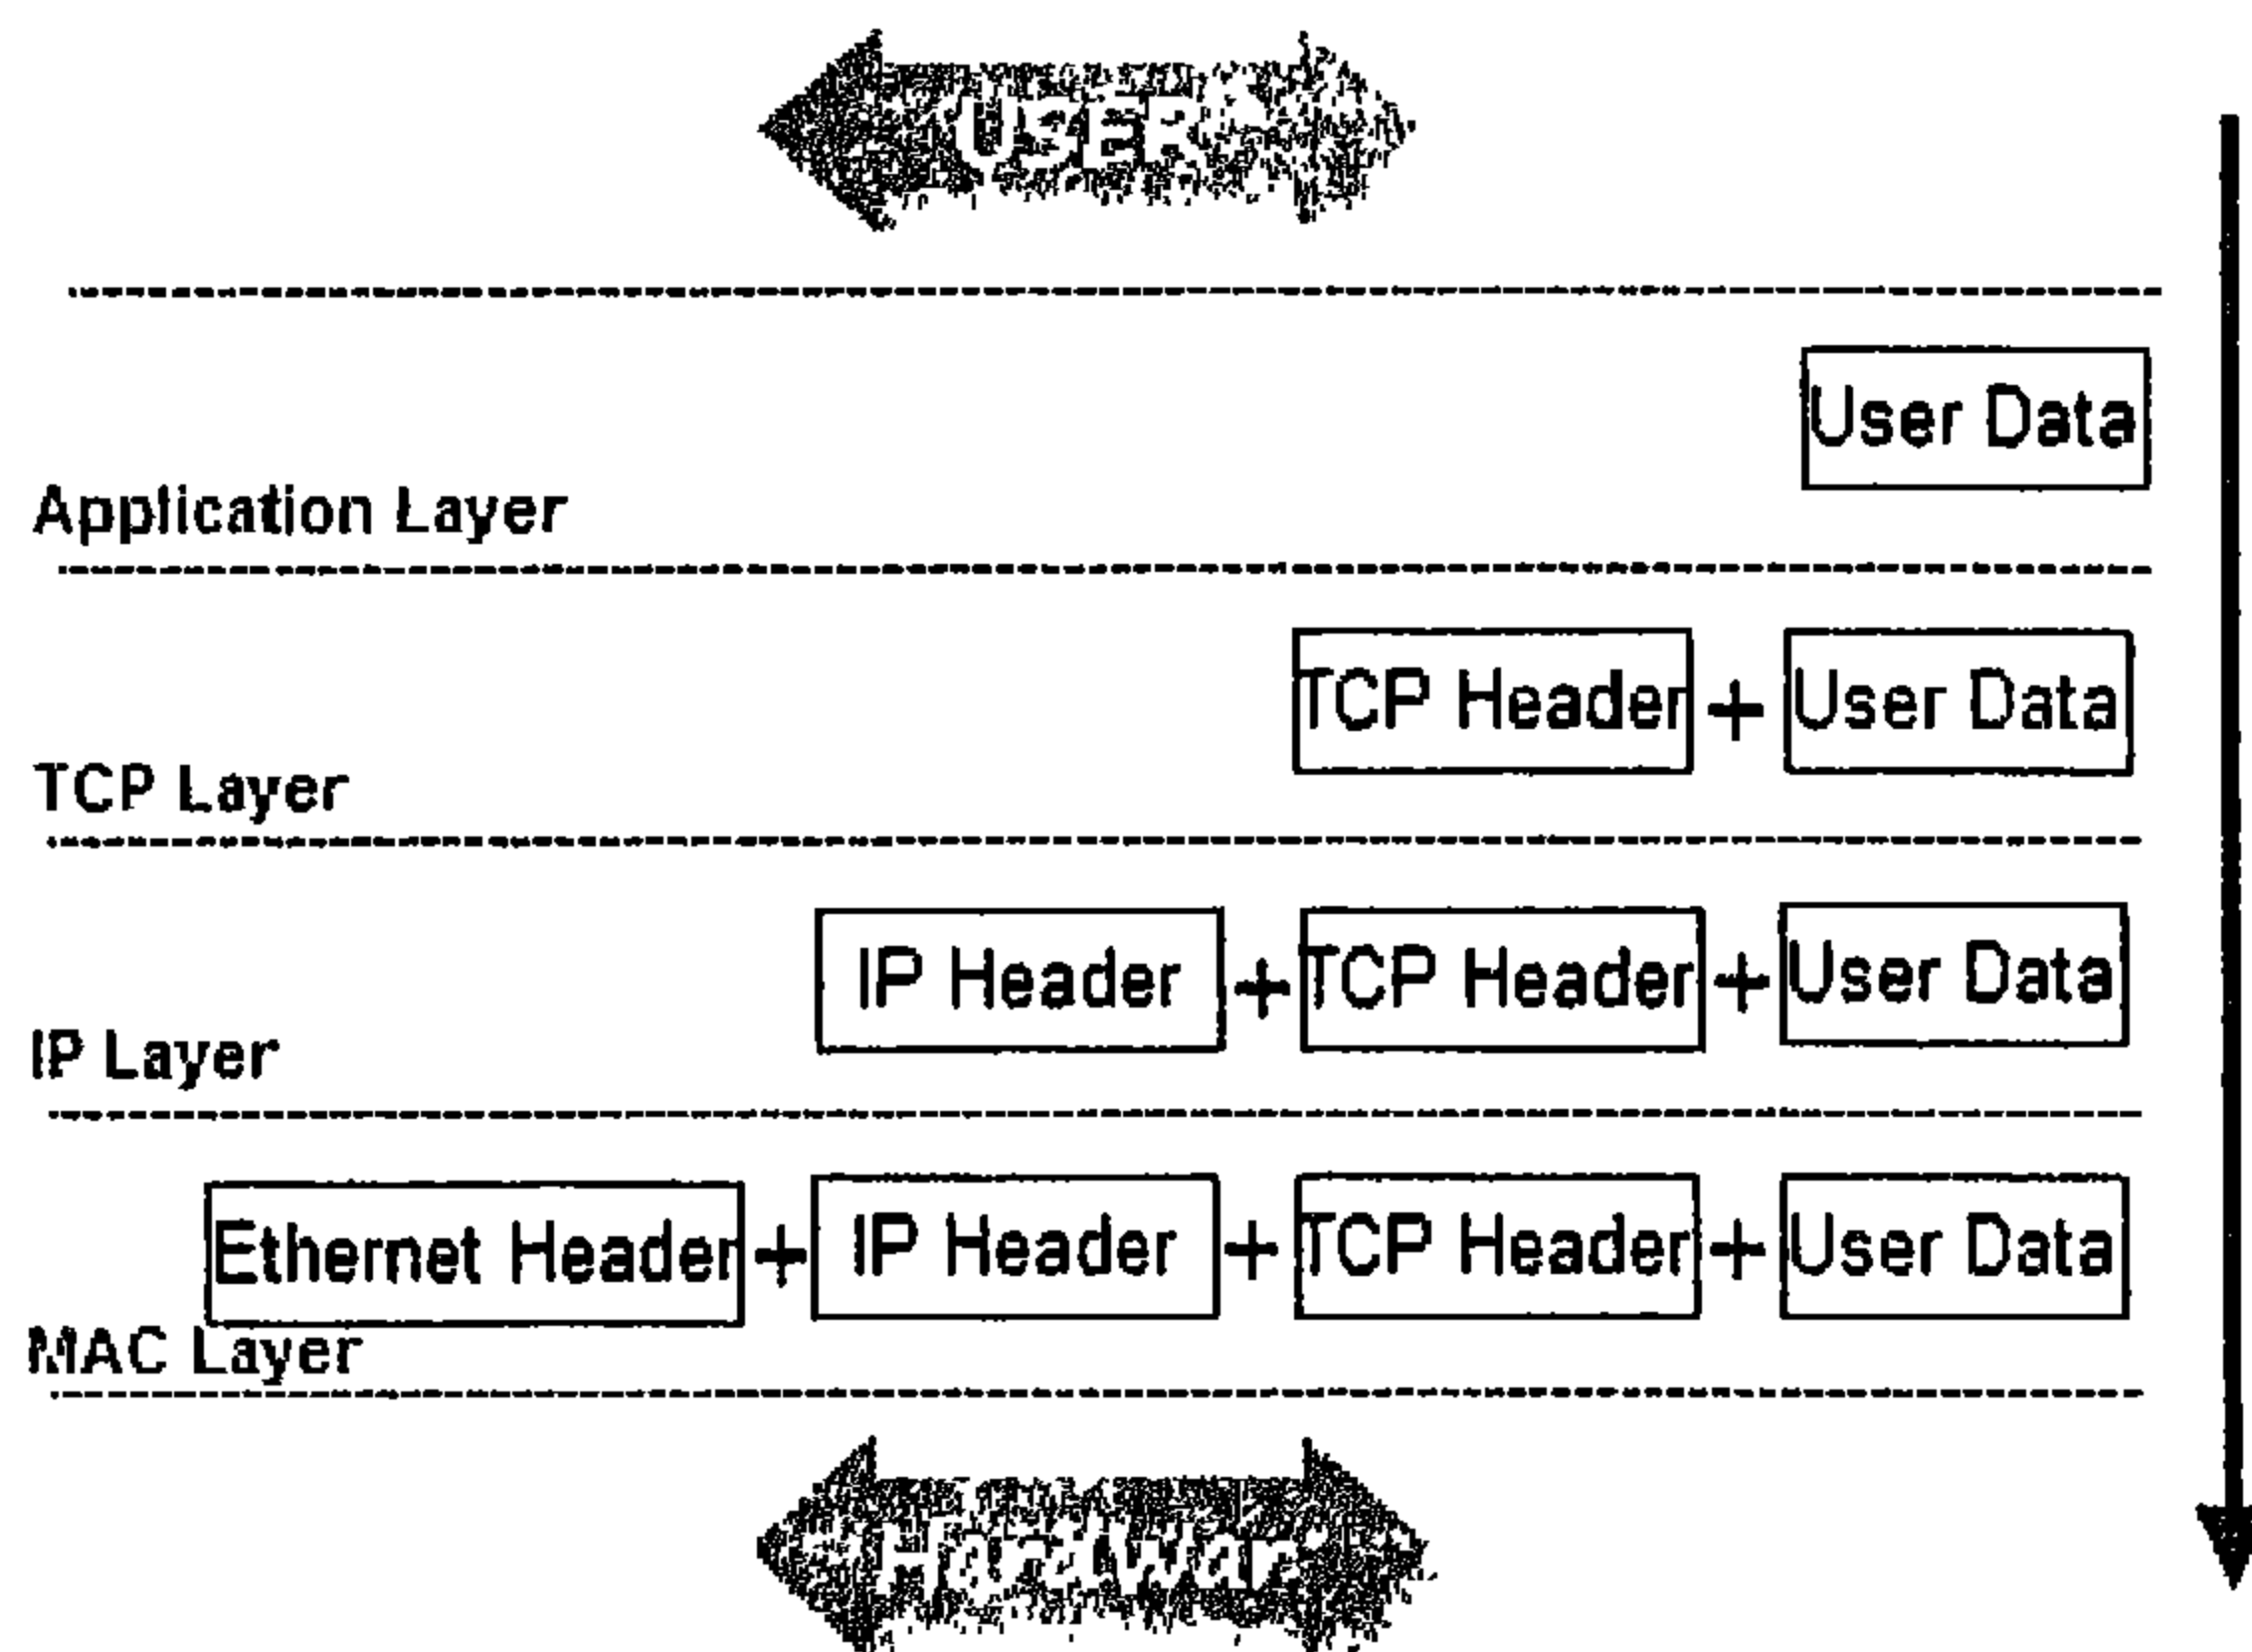 USER
User Data
Application Layer
TCP Header + User Data
TCP Layer
IP Header + TCP Header + User Data
IP Layer
Ethernet Header + IP Header + TCP Header + User Data
MAC Layer